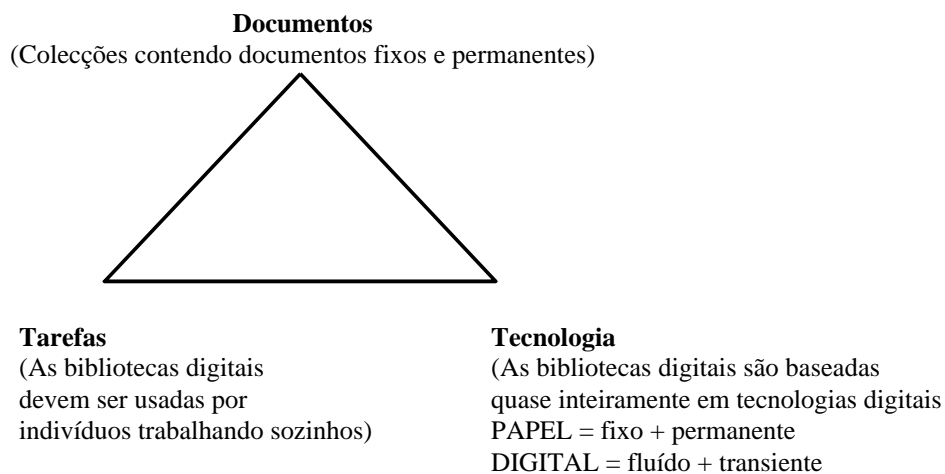 Documentos
(Colecções contendo documentos fixos e permanentes)
Tarefas
(As bibliotecas digitais
devem ser usadas por
indivíduos trabalhando sozinhos)
Tecnologia
(As bibliotecas digitais são baseadas
quase inteiramente em tecnologias digitais
PAPEL = fixo + permanente
DIGITAL = fluído + transiente